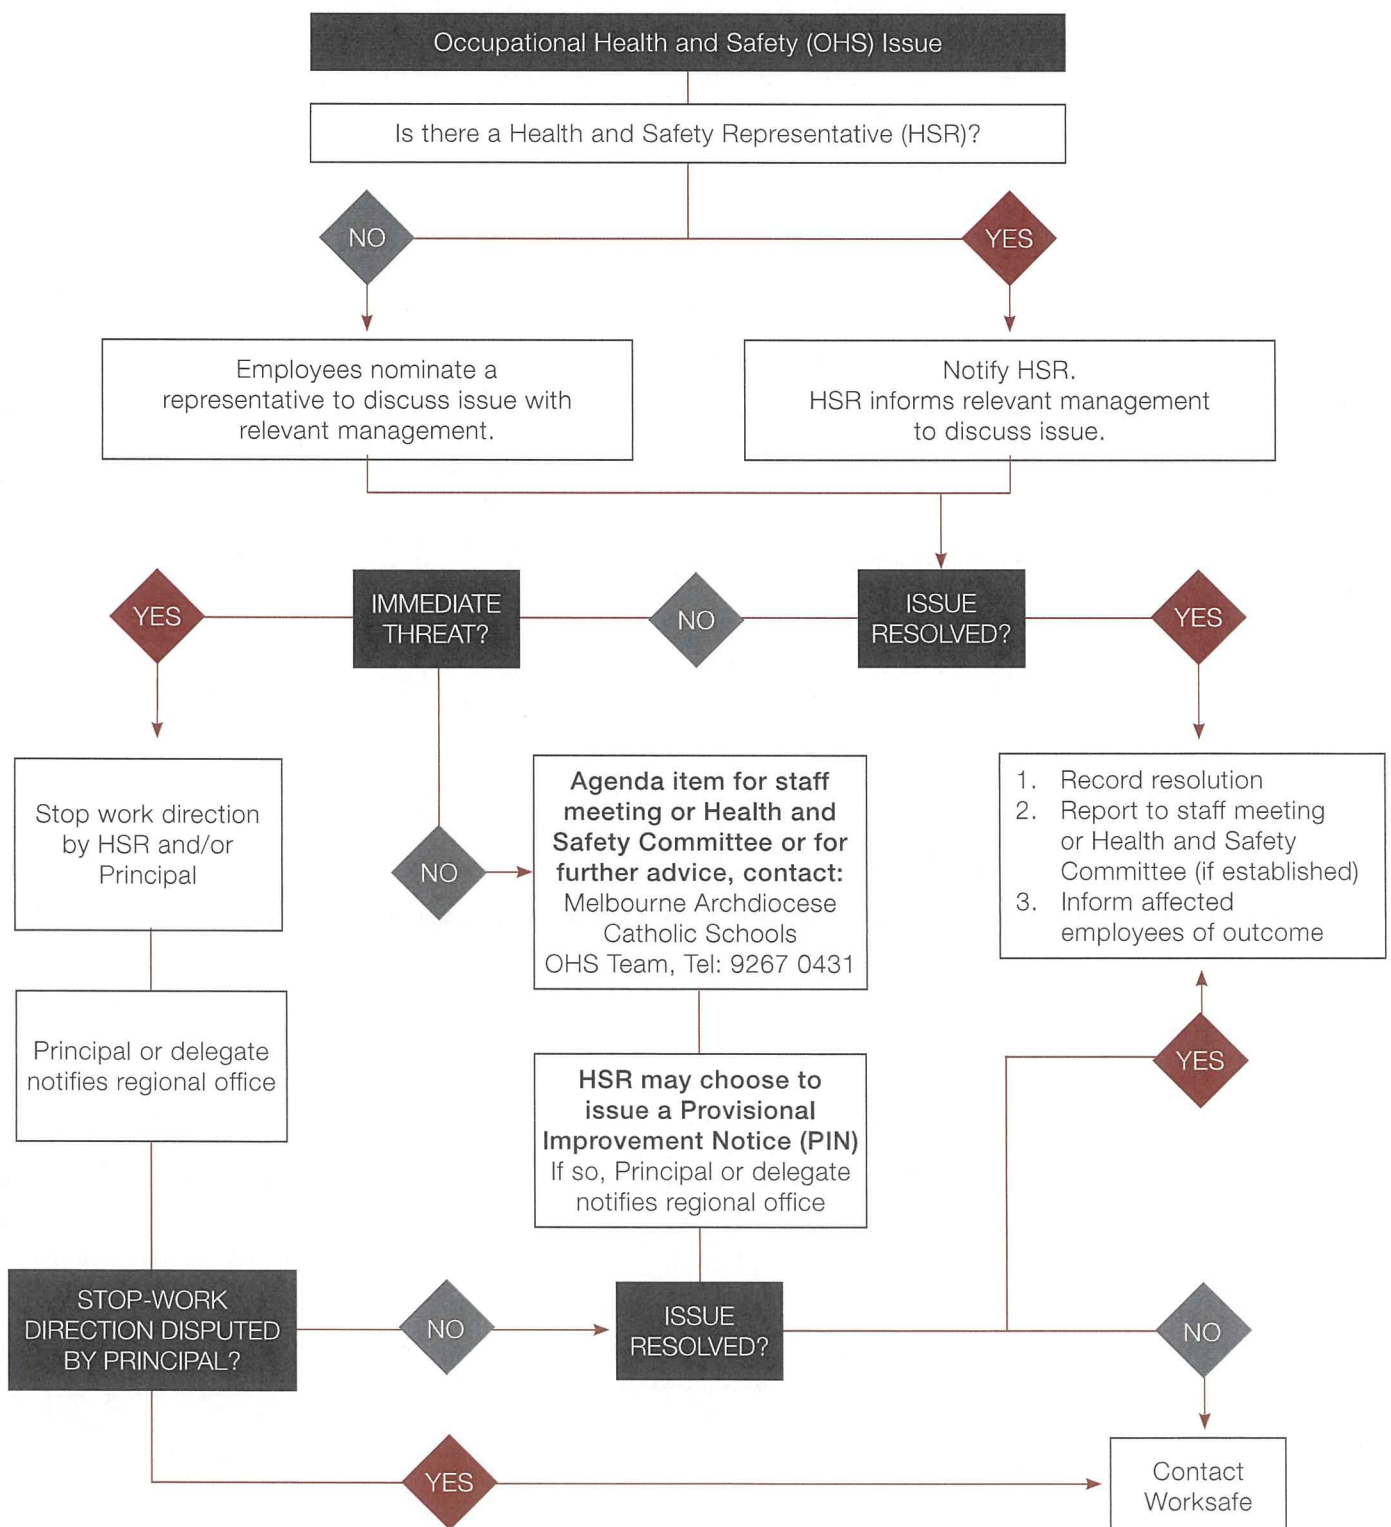 Occupational Health and Safety (OHS) Issue
Is there a Health and Safety Representative (HSR)?
NO
YES
Employees nominate a
representative to discuss issue with
relevant management.
Notify HSR.
HSR informs relevant management
to discuss issue.
YES
IMMEDIATE
THREAT?
NO
ISSUE
RESOLVED?
YES
Stop work direction
by HSR and/or
Principal
NO
Agenda item for staff
meeting or Health and
Safety Committee or for
further advice, contact:
Melbourne Archdiocese
Catholic Schools
OHS Team, Tel: 9267 0431
1. Record resolution
2. Report to staff meeting
or Health and Safety
Committee (if established)
3. Inform affected
employees of outcome
Principal or delegate
notifies regional office
HSR may choose to
issue a Provisional
Improvement Notice (PIN)
If so, Principal or delegate
notifies regional office
YES
STOP-WORK
DIRECTION DISPUTED
BY PRINCIPAL?
NO
ISSUE
RESOLVED?
NO
YES
Contact
Worksafe